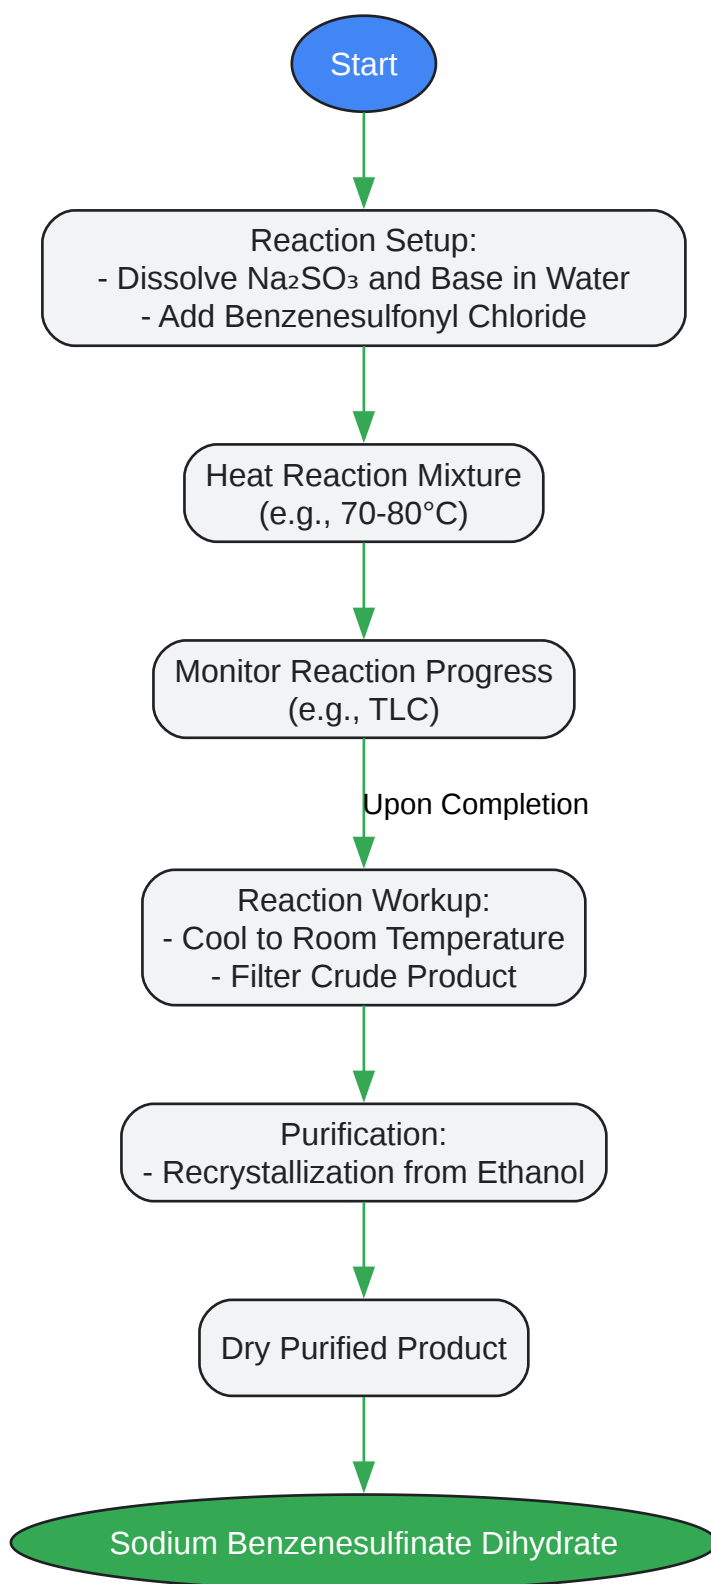 Start
Reaction Setup:
- Dissolve Na₂SO₃ and Base in Water
- Add Benzenesulfonyl Chloride
Heat Reaction Mixture
(e.g., 70-80°C)
Monitor Reaction Progress
(e.g., TLC)
Upon Completion
Reaction Workup:
- Cool to Room Temperature
- Filter Crude Product
Purification:
- Recrystallization from Ethanol
Dry Purified Product
Sodium Benzenesulfinate Dihydrate